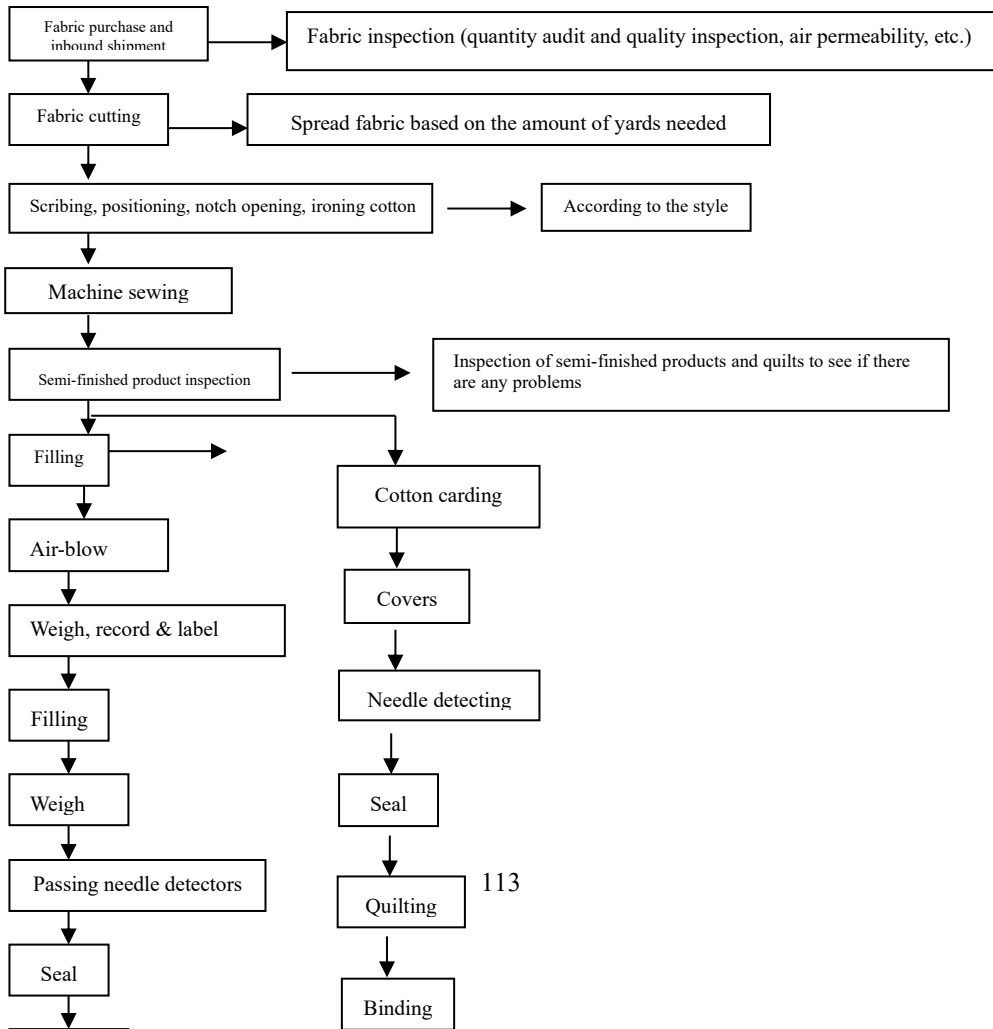 Fabric purchase and
inbound shipment
Fabric inspection (quantity audit and quality inspection, air permeability, etc.)
Fabric cutting
Spread fabric based on the amount of yards needed
Scribing, positioning, notch opening, ironing cotton
According to the style
Machine sewing
Semi-finished product inspection
Inspection of semi-finished products and quilts to see if there
are any problems
Filling
Cotton carding
Air-blow
Covers
Weigh, record & label
Needle detecting
Filling
Weigh
Seal
Passing needle detectors
Quilting
113
Seal
Binding